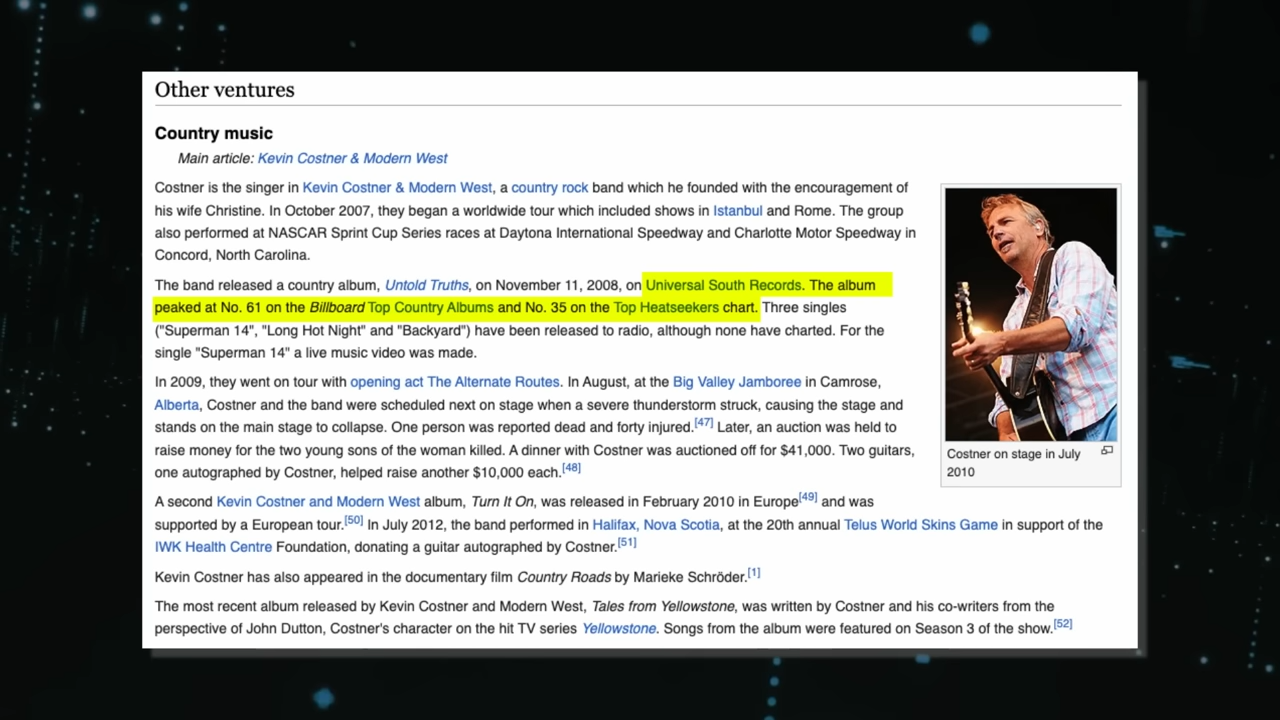 Other ventures
Country music
Main article: Kevin Costner & Modern West
Costner is the singer in Kevin Costner & Modern West, a country rock band which he founded with the encouragement of
his wife Christine. In October 2007, they began a worldwide tour which included shows in Istanbul and Rome. The group
also performed at NASCAR Sprint Cup Series races at Daytona International Speedway and Charlotte Motor Speedway in
Concord, North Carolina.
The band released a country album, Untold Truths, on November 11, 2008, on Universal South Records. The album
peaked at No. 61 on the Billboard Top Country Albums and No. 35 on the Top Heatseekers chart. Three singles
("Superman 14", "Long Hot Night" and "Backyard") have been released to radio, although none have charted. For the
single "Superman 14" a live music video was made.
In 2009, they went on tour with opening act The Alternate Routes. In August, at the Big Valley Jamboree in Camrose,
Alberta, Costner and the band were scheduled next on stage when a severe thunderstorm struck, causing the stage and
stands on the main stage to collapse. One person was reported dead and forty injured.[47] Later, an auction was held to
raise money for the two young sons of the woman killed. A dinner with Costner was auctioned off for $41,000. Two guitars,
one autographed by Costner, helped raise another $10,000 each.[48]
A second Kevin Costner and Modern West album, Turn It On, was released in February 2010 in Europe[49] and was
supported by a European tour.[50] In July 2012, the band performed in Halifax, Nova Scotia, at the 20th annual Telus World Skins Game in support of the
IWK Health Centre Foundation, donating a guitar autographed by Costner.[51]
Kevin Costner has also appeared in the documentary film Country Roads by Marieke Schröder.[1]
The most recent album released by Kevin Costner and Modern West, Tales from Yellowstone, was written by Costner and his co-writers from the
perspective of John Dutton, Costner's character on the hit TV series Yellowstone. Songs from the album were featured on Season 3 of the show.[52]
Costner on stage in July
2010